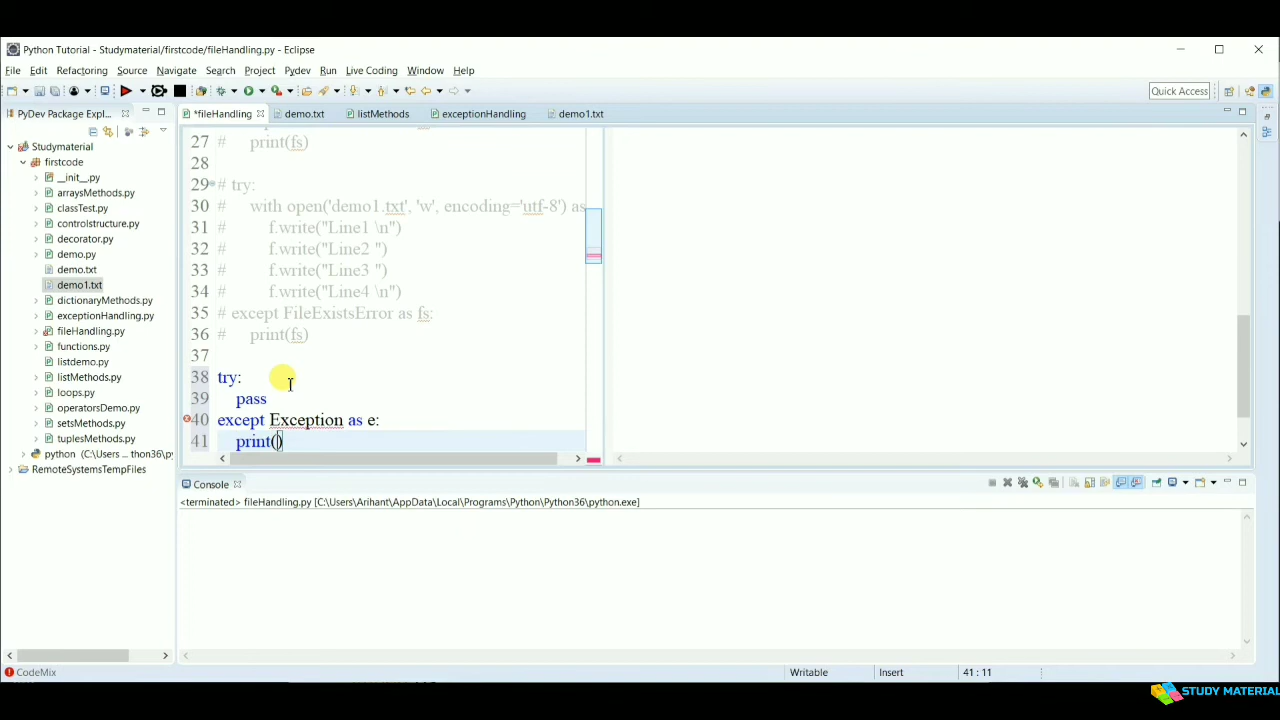 Python Tutorial - Studymaterial/firstcode/fileHandling.py - Eclipse
File Edit Refactoring Source Navigate Search Project Pydev Run Live Coding Window Help
Quick Access
PyDev Package Expl...
*fileHandling demo.txt listMethods exceptionHandling demo1.txt
Studymaterial
firstcode
__init__.py
arraysMethods.py
classTest.py
controlstructure.py
decorator.py
demo.py
demo.txt
demo1.txt
dictionaryMethods.py
exceptionHandling.py
fileHandling.py
functions.py
listdemo.py
listMethods.py
loops.py
operatorsDemo.py
setsMethods.py
tuplesMethods.py
python (C:\Users ... thon36\py
RemoteSystemsTempFiles
27 # print(fs)
28
29 # try:
30 # with open('demo1.txt', 'w', encoding='utf-8') as
31 # f.write("Line1 \n")
32 # f.write("Line2 ")
33 # f.write("Line3 ")
34 # f.write("Line4 \n")
35 # except FileExistsError as fs:
36 # print(fs)
37
38 try:
39 pass
40 except Exception as e:
41 print()
Console
<terminated> fileHandling.py [C:\Users\Arihant\AppData\Local\Programs\Python\Python36\python.exe]
CodeMix
Writable Insert 41 : 11
STUDY MATERIAL